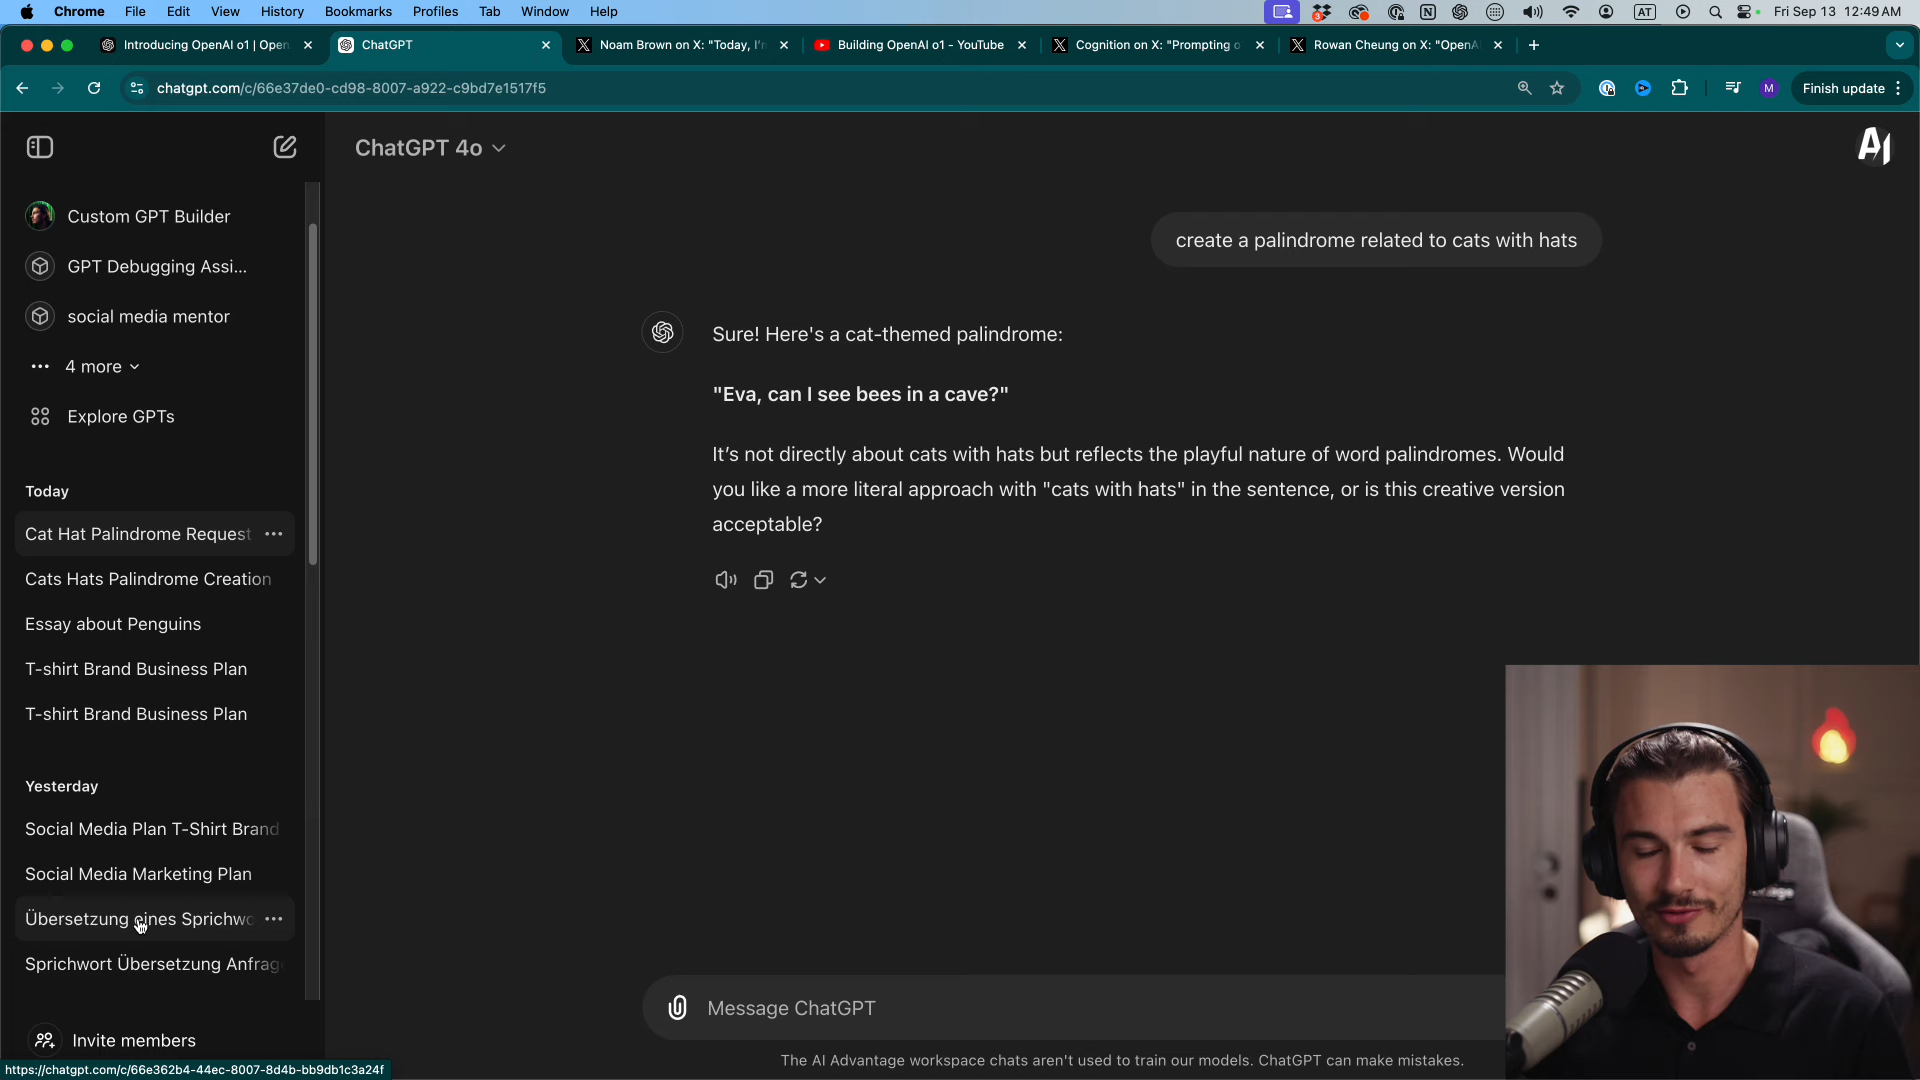 Chrome File Edit View History Bookmarks Profiles Tab Window Help
3 AT Fri Sep 13 12:49 AM
Introducing OpenAI o1 | Open
ChatGPT
Noam Brown on X: "Today, I'm
Building OpenAI o1 - YouTube
Cognition on X: "Prompting o
Rowan Cheung on X: "OpenA
chatgpt.com/c/66e37de0-cd98-8007-a922-c9bd7e1517f5
M
Finish update
ChatGPT 4o
AI
Custom GPT Builder
GPT Debugging Assi...
social media mentor
4 more
Explore GPTs
Today
Cat Hat Palindrome Request
Cats Hats Palindrome Creation
Essay about Penguins
T-shirt Brand Business Plan
T-shirt Brand Business Plan
Yesterday
Social Media Plan T-Shirt Brand
Social Media Marketing Plan
Übersetzung eines Sprichwo
Sprichwort Übersetzung Anfrage
Invite members
https://chatgpt.com/c/66e362b4-44ec-8007-8d4b-bb9db1c3a24f
create a palindrome related to cats with hats
Sure! Here's a cat-themed palindrome:
"Eva, can I see bees in a cave?"
It's not directly about cats with hats but reflects the playful nature of word palindromes. Would
you like a more literal approach with "cats with hats" in the sentence, or is this creative version
acceptable?
Message ChatGPT
The AI Advantage workspace chats aren't used to train our models. ChatGPT can make mistakes.